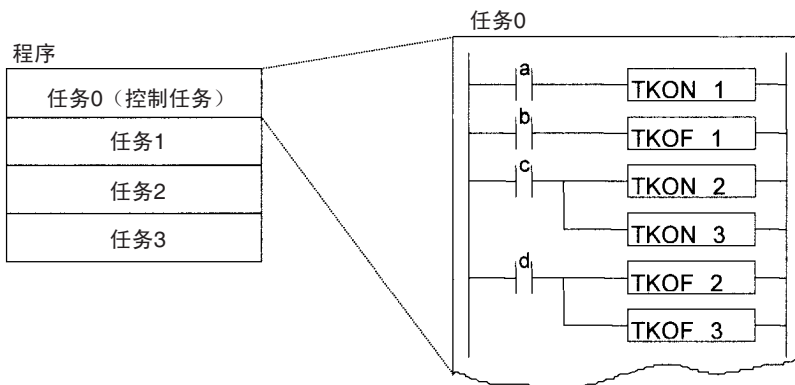 程序
任务0（控制任务）
任务1
任务2
任务3
任务0
a
TKON 1
b
TKOF 1
c
TKON 2
TKON 3
d
TKOF 2
TKOF 3